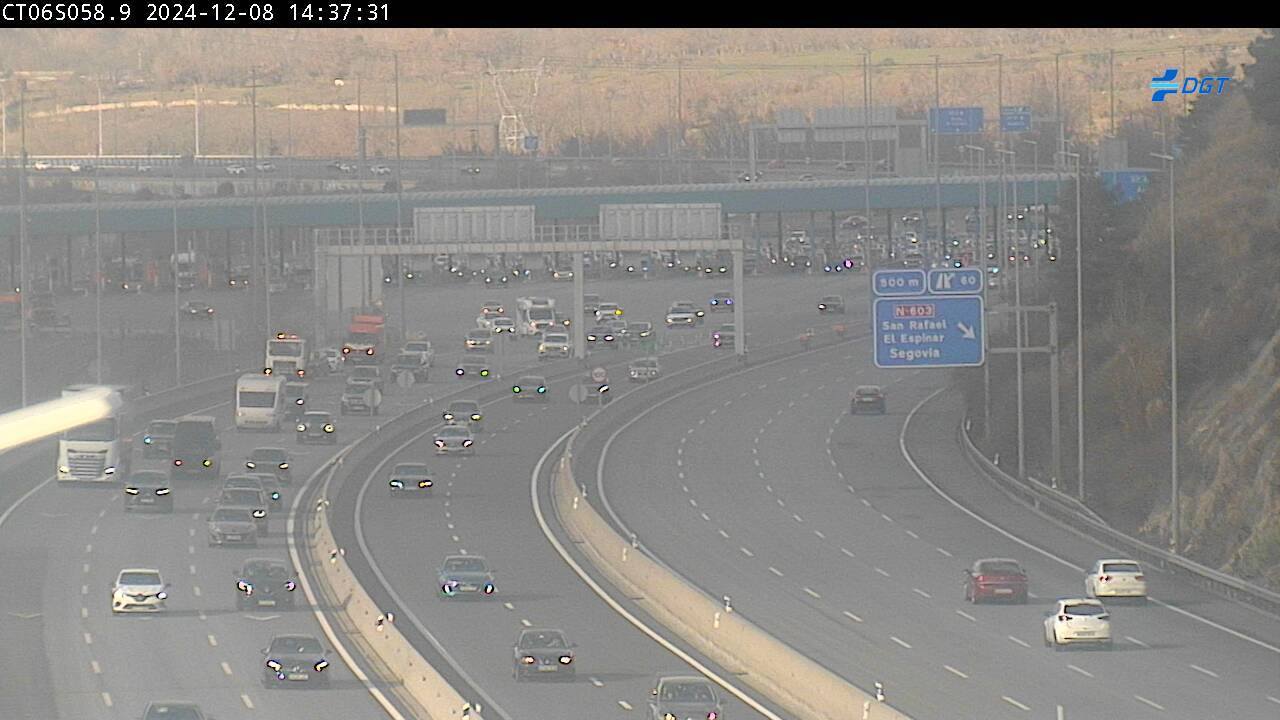 CT06S058.9 2024-12-08 14:37:31
DGT
500 m 60
N-603
San Rafael
El Espinar
Segovia